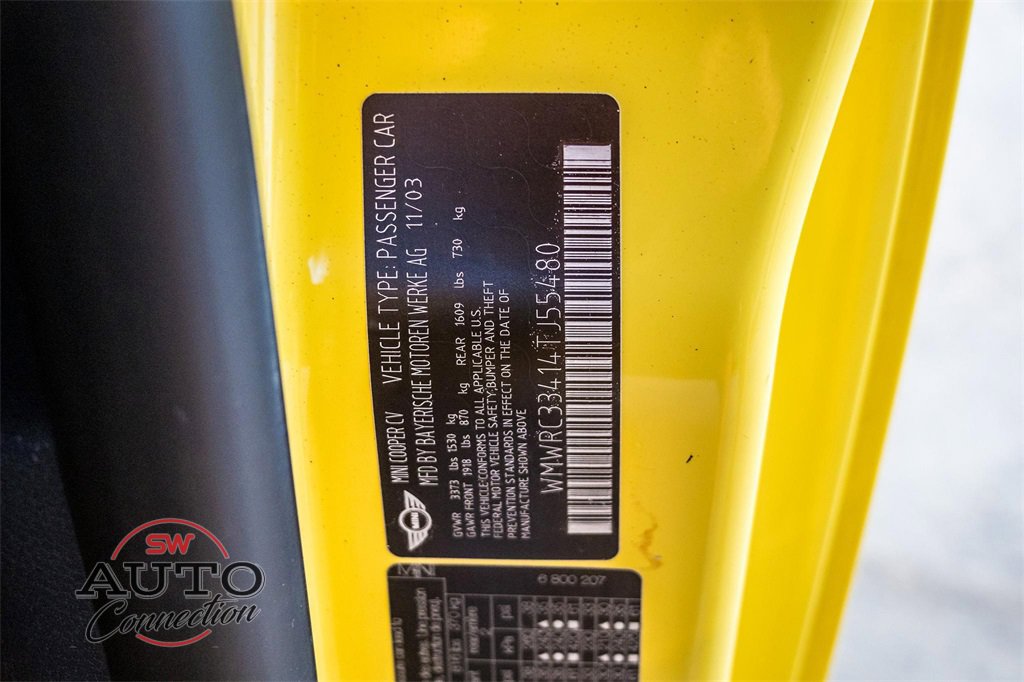 MINI COOPER CV VEHICLE TYPE: PASSENGER CAR
MFD BY BAYERISCHE MOTOREN WERKE AG 11/03
GVWR 3373 lbs 1530 kg
GAWR FRONT 1918 lbs 870 kg REAR 1609 lbs 730 kg
THIS VEHICLE CONFORMS TO ALL APPLICABLE U.S.
FEDERAL MOTOR VEHICLE SAFETY,BUMPER AND THEFT
PREVENTION STANDARDS IN EFFECT ON THE DATE OF
MANUFACTURE SHOWN ABOVE
WMWRC33414TJ55480
MINI
MINI 6 800 207
SW
AUTO
Connection